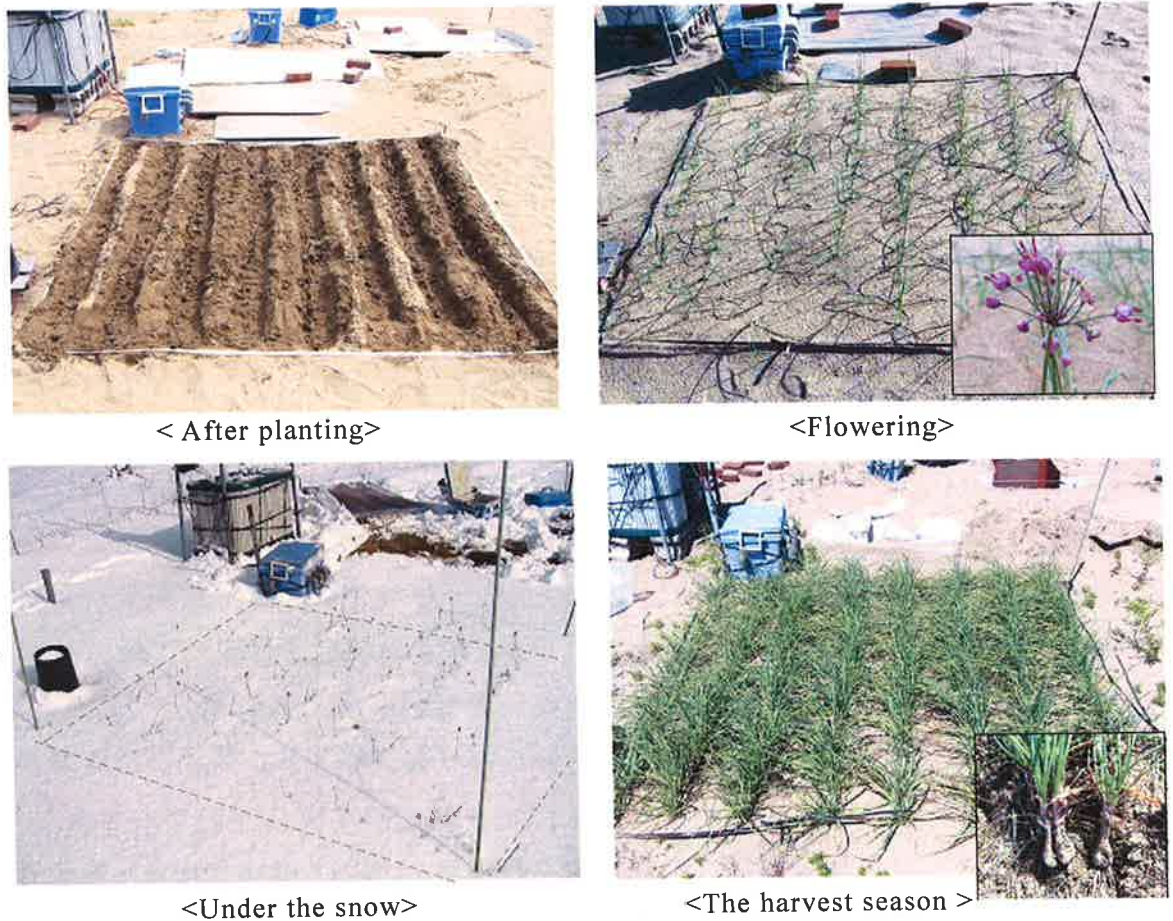 < After planting>
<Flowering>
<Under the snow>
<The harvest season >